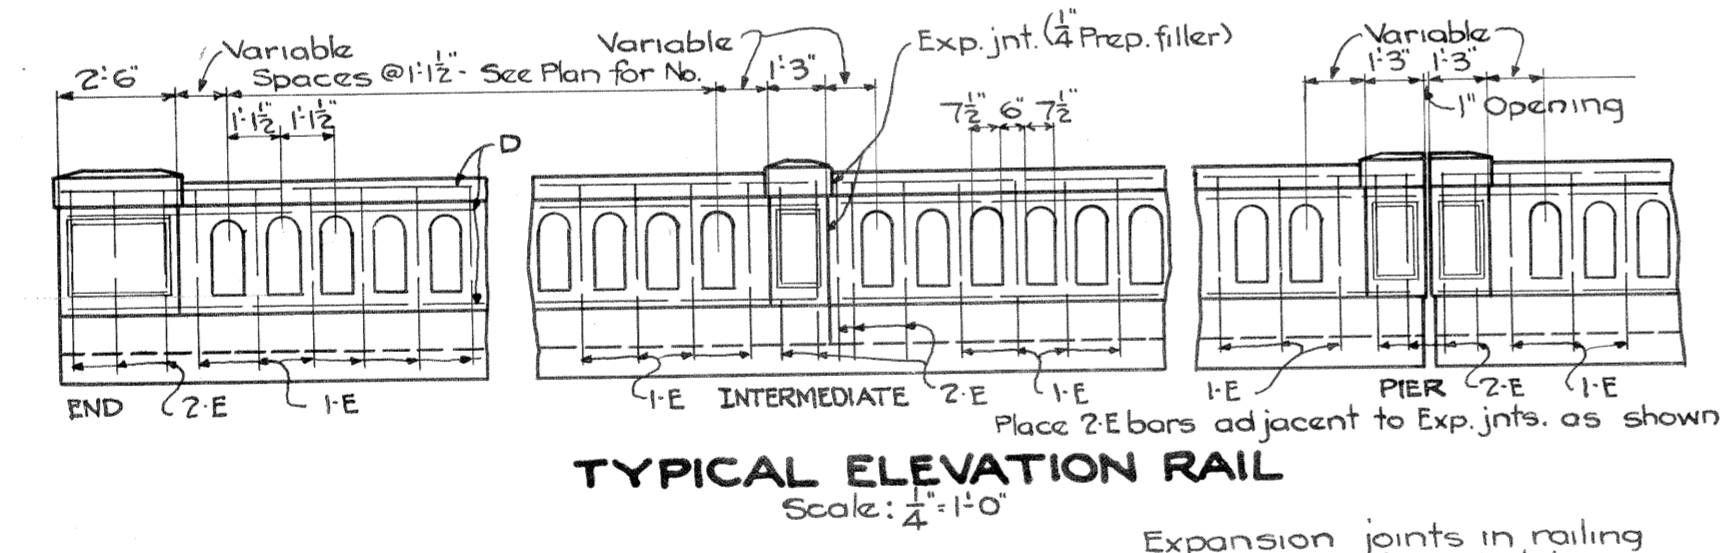 2'-6"
Variable
Spaces @ 1'-1½" - See Plan for No.
1'-1½" 1'-1½"
D
Variable
1'-3"
Exp. jnt. (¼" Prep. filler)
7½" 6" 7½"
Variable
1'-3" 1'-3"
1" Opening
END
2-E
1-E
1-E
INTERMEDIATE
2-E
1-E
1-E
PIER
2-E
1-E
Place 2-E bars adjacent to Exp. jnts. as shown
TYPICAL ELEVATION RAIL
Scale: ¼" = 1'-0"
Expansion joints in railing